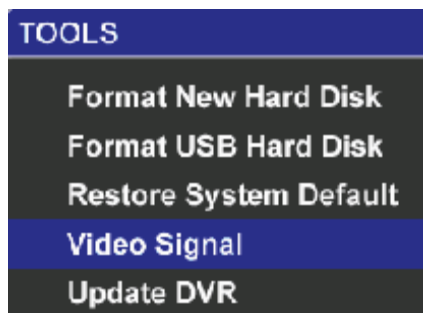 TOOLS
Format New Hard Disk
Format USB Hard Disk
Restore System Default
Video Signal
Update DVR